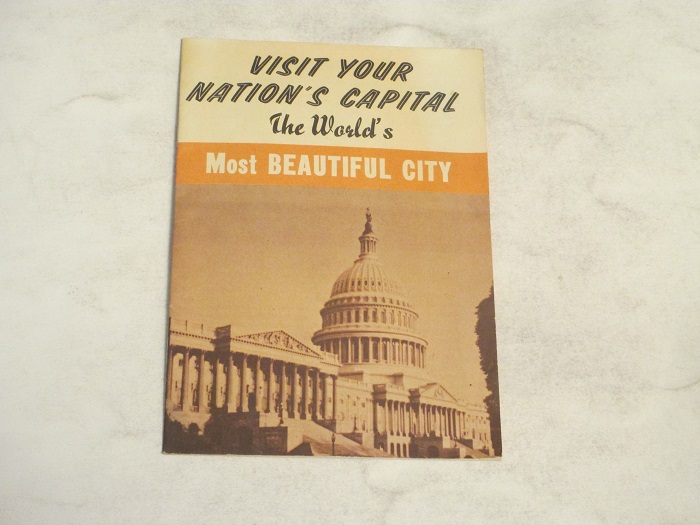 VISIT YOUR
NATION'S CAPITAL
The World's
Most BEAUTIFUL CITY